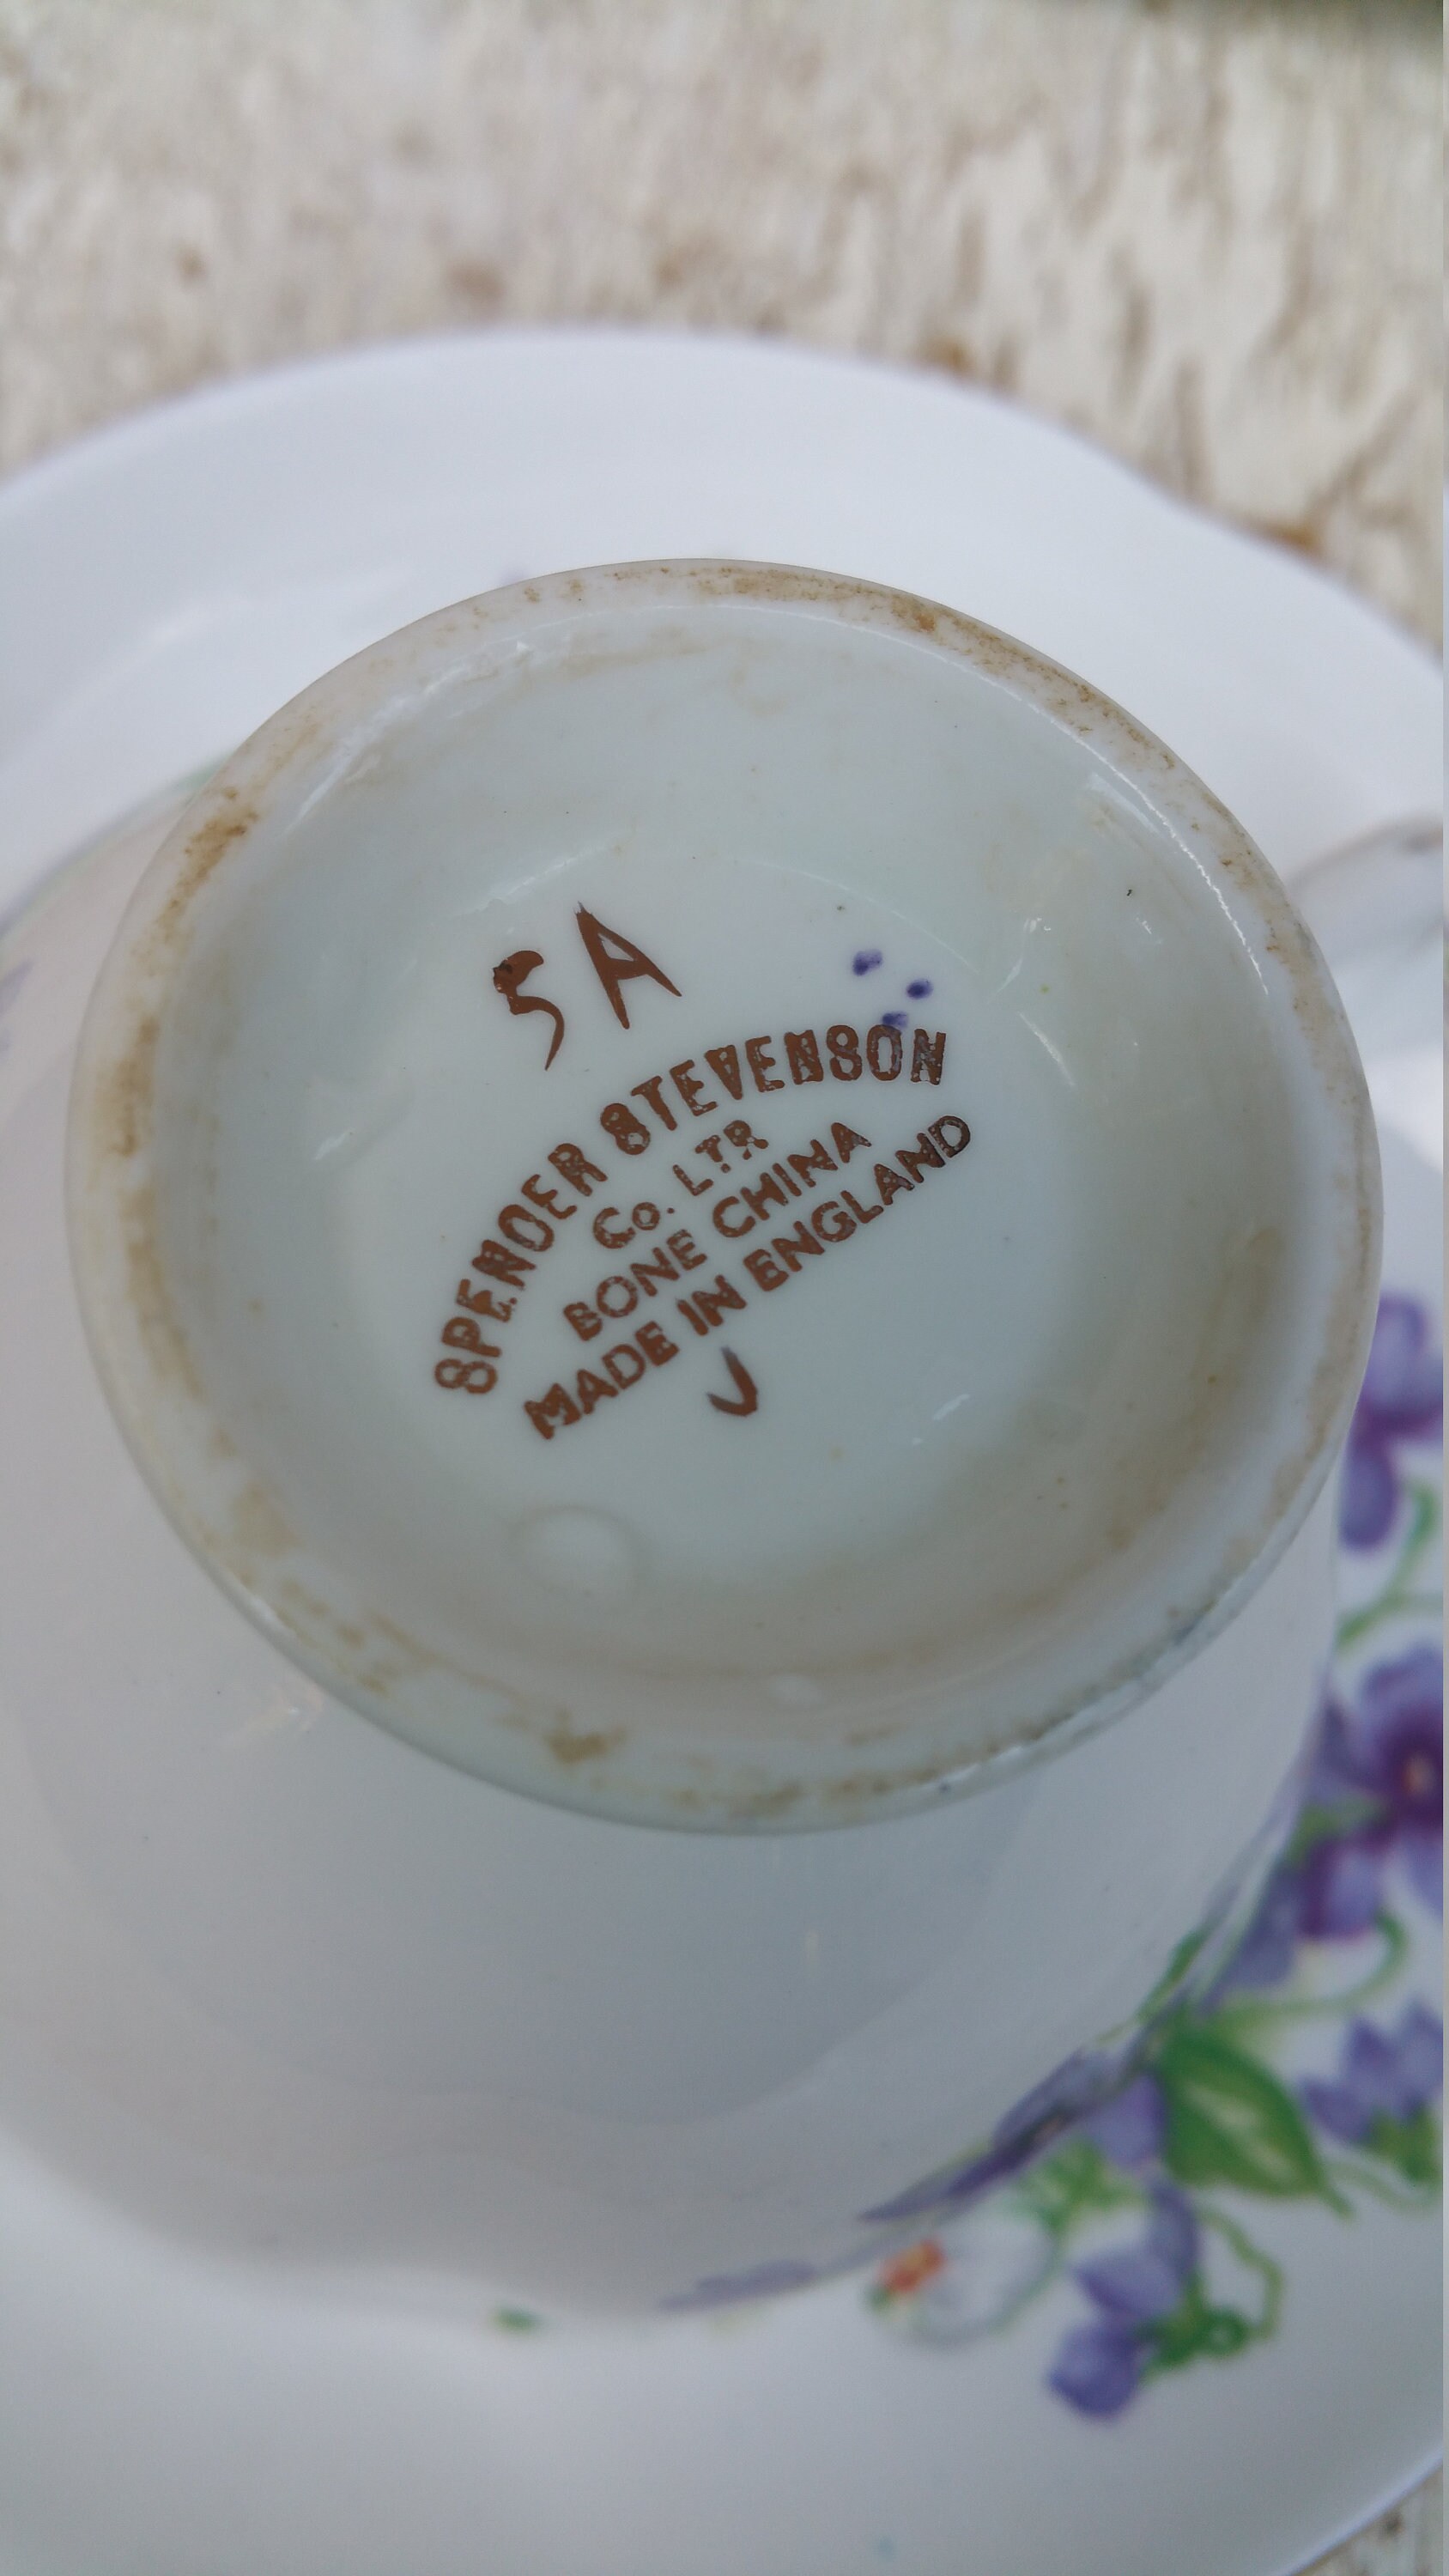 5A
SPENCER STEVENSON
Co. LTD
BONE CHINA
MADE IN ENGLAND
J